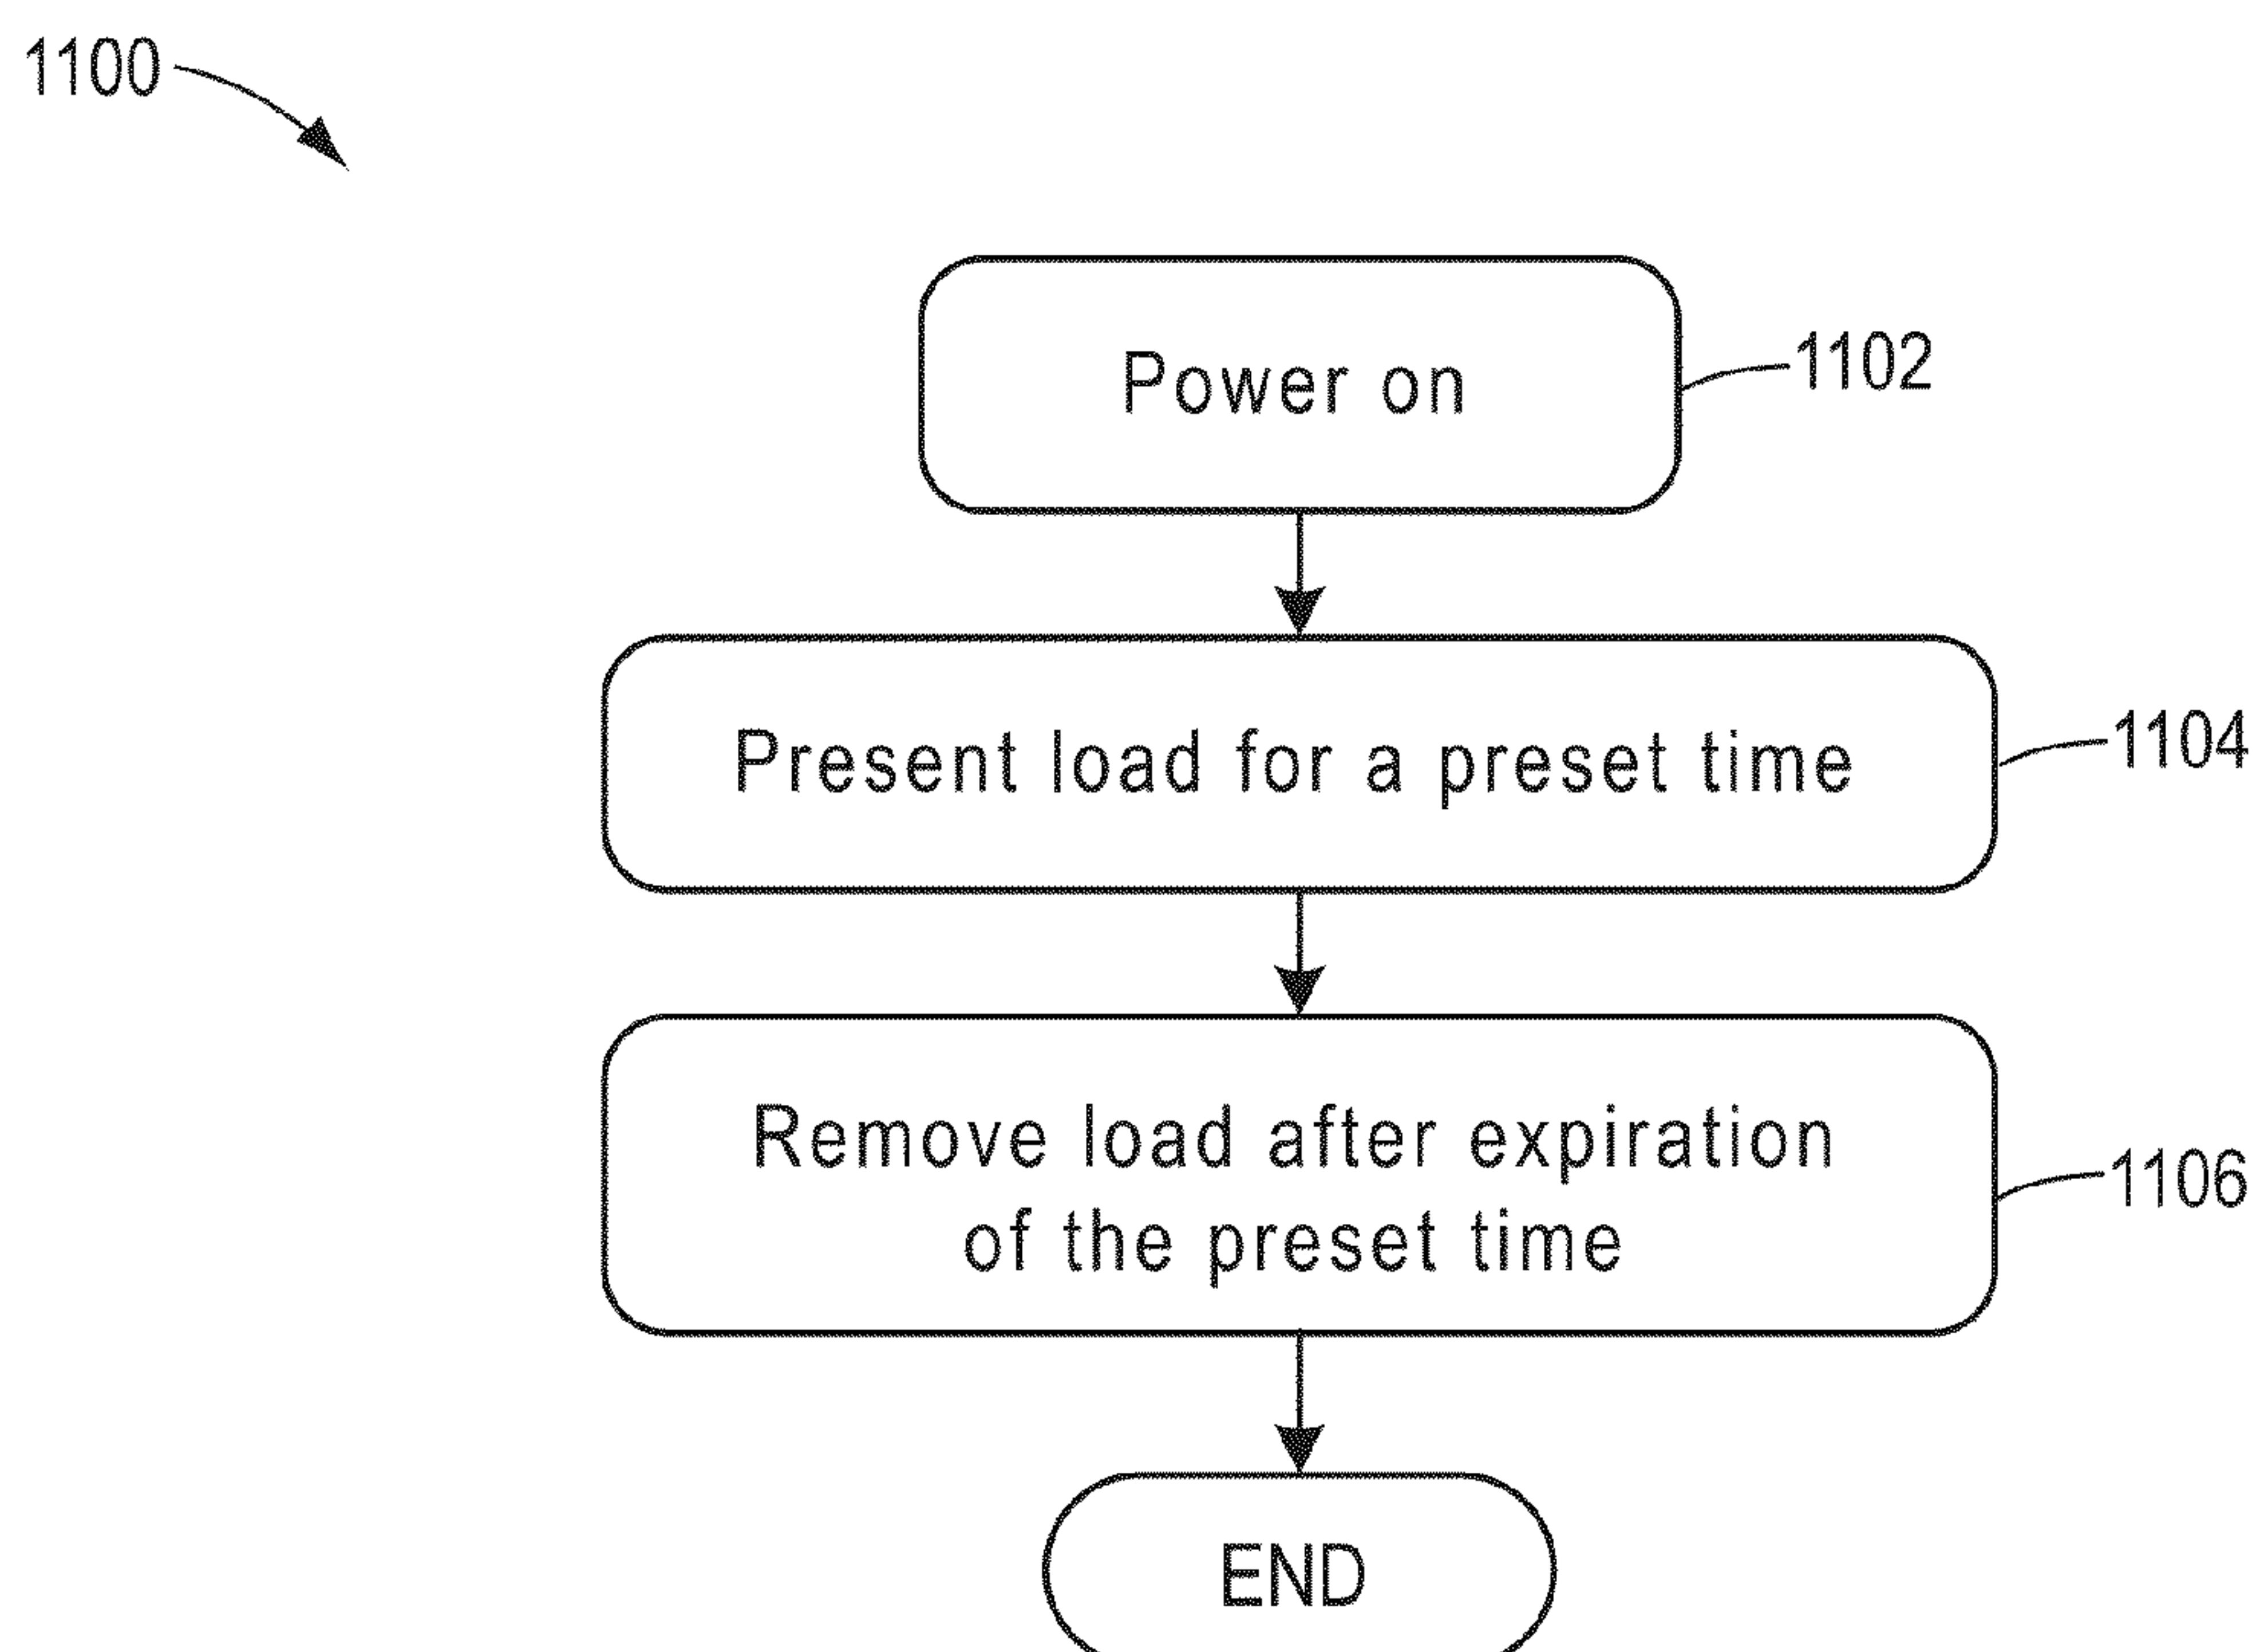 1100
Power on
1102
Present load for a preset time
1104
Remove load after expiration
of the preset time
1106
END